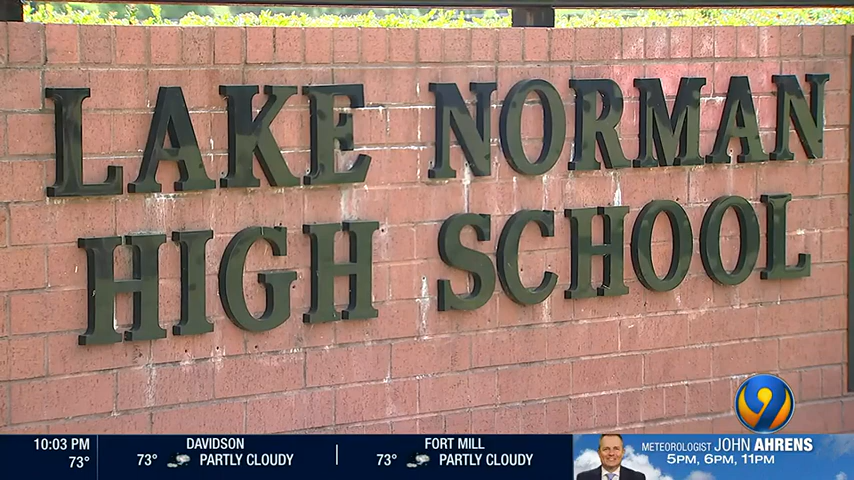 LAKE NORMAN
HIGH SCHOOL
9
10:03 PM
73°
DAVIDSON
73° PARTLY CLOUDY
FORT MILL
73° PARTLY CLOUDY
METEOROLOGIST JOHN AHRENS
5PM, 6PM, 11PM